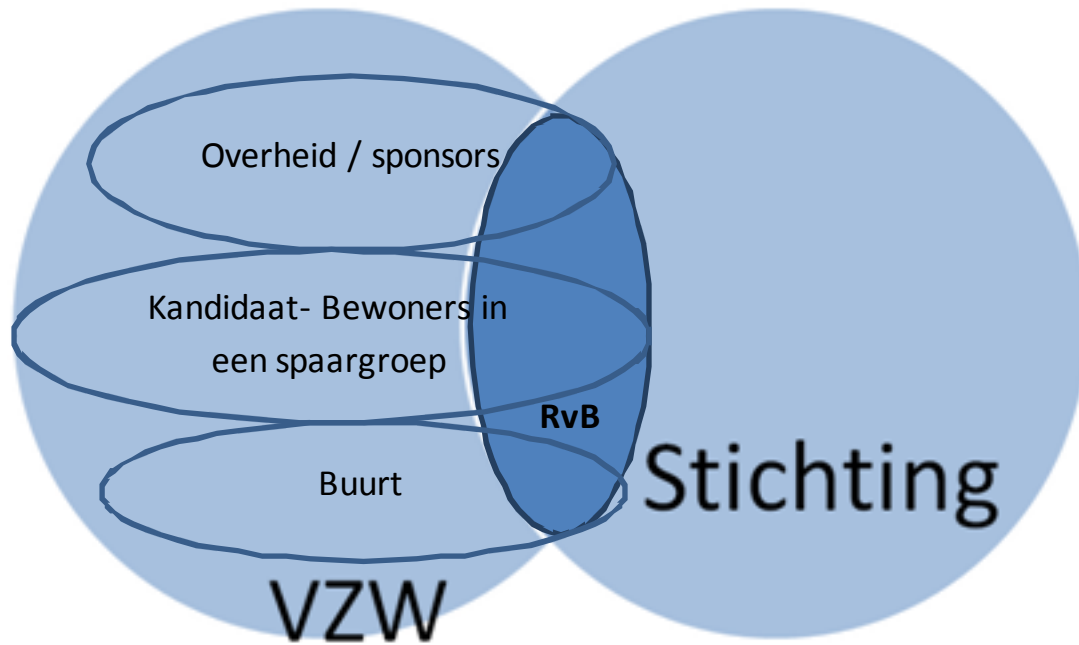 Overheid / sponsors
Kandidaat- Bewoners in
een spaargroep
RvB
Stichting
Buurt
VZW